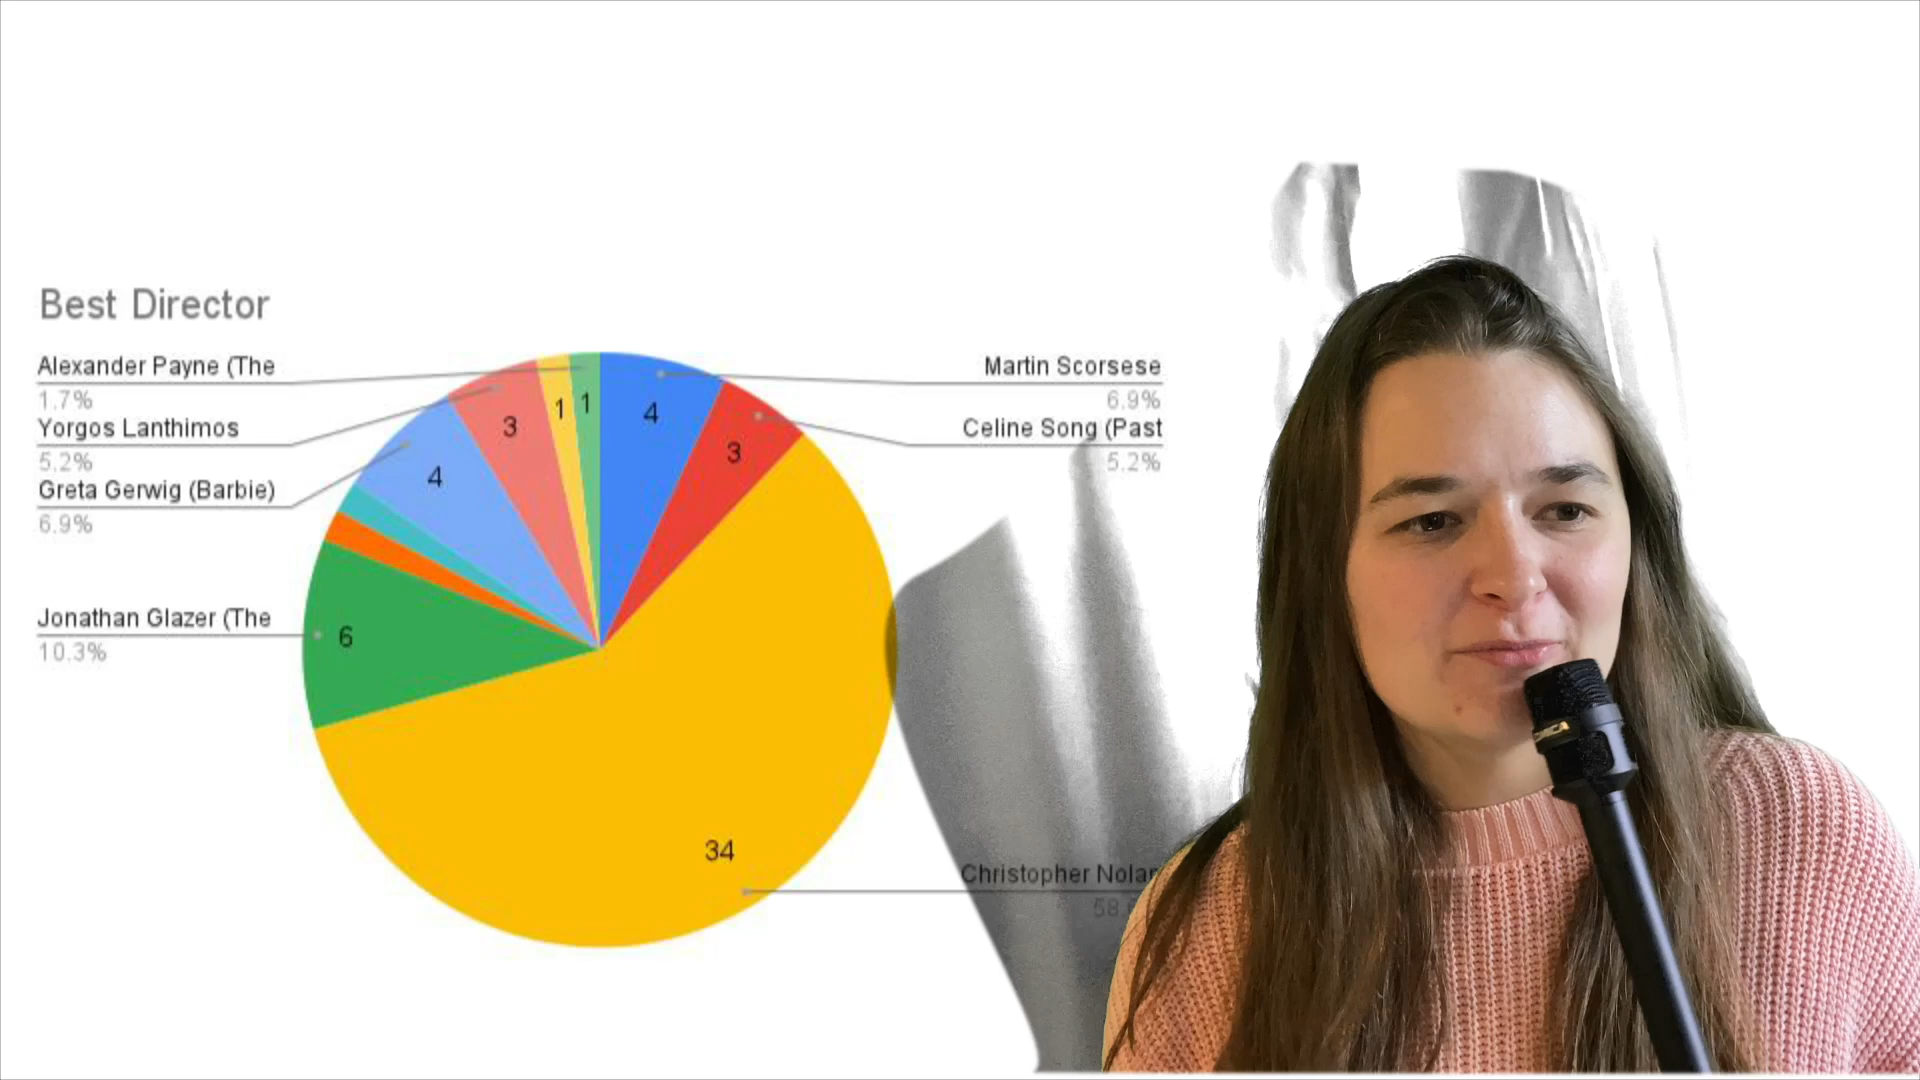 Best Director
Alexander Payne (The
1.7%
Yorgos Lanthimos
5.2%
Greta Gerwig (Barbie)
6.9%
Jonathan Glazer (The
10.3%
Martin Scorsese
6.9%
Celine Song (Past
5.2%
Christopher Nolan
58.
4
3
34
6
4
3
1
1